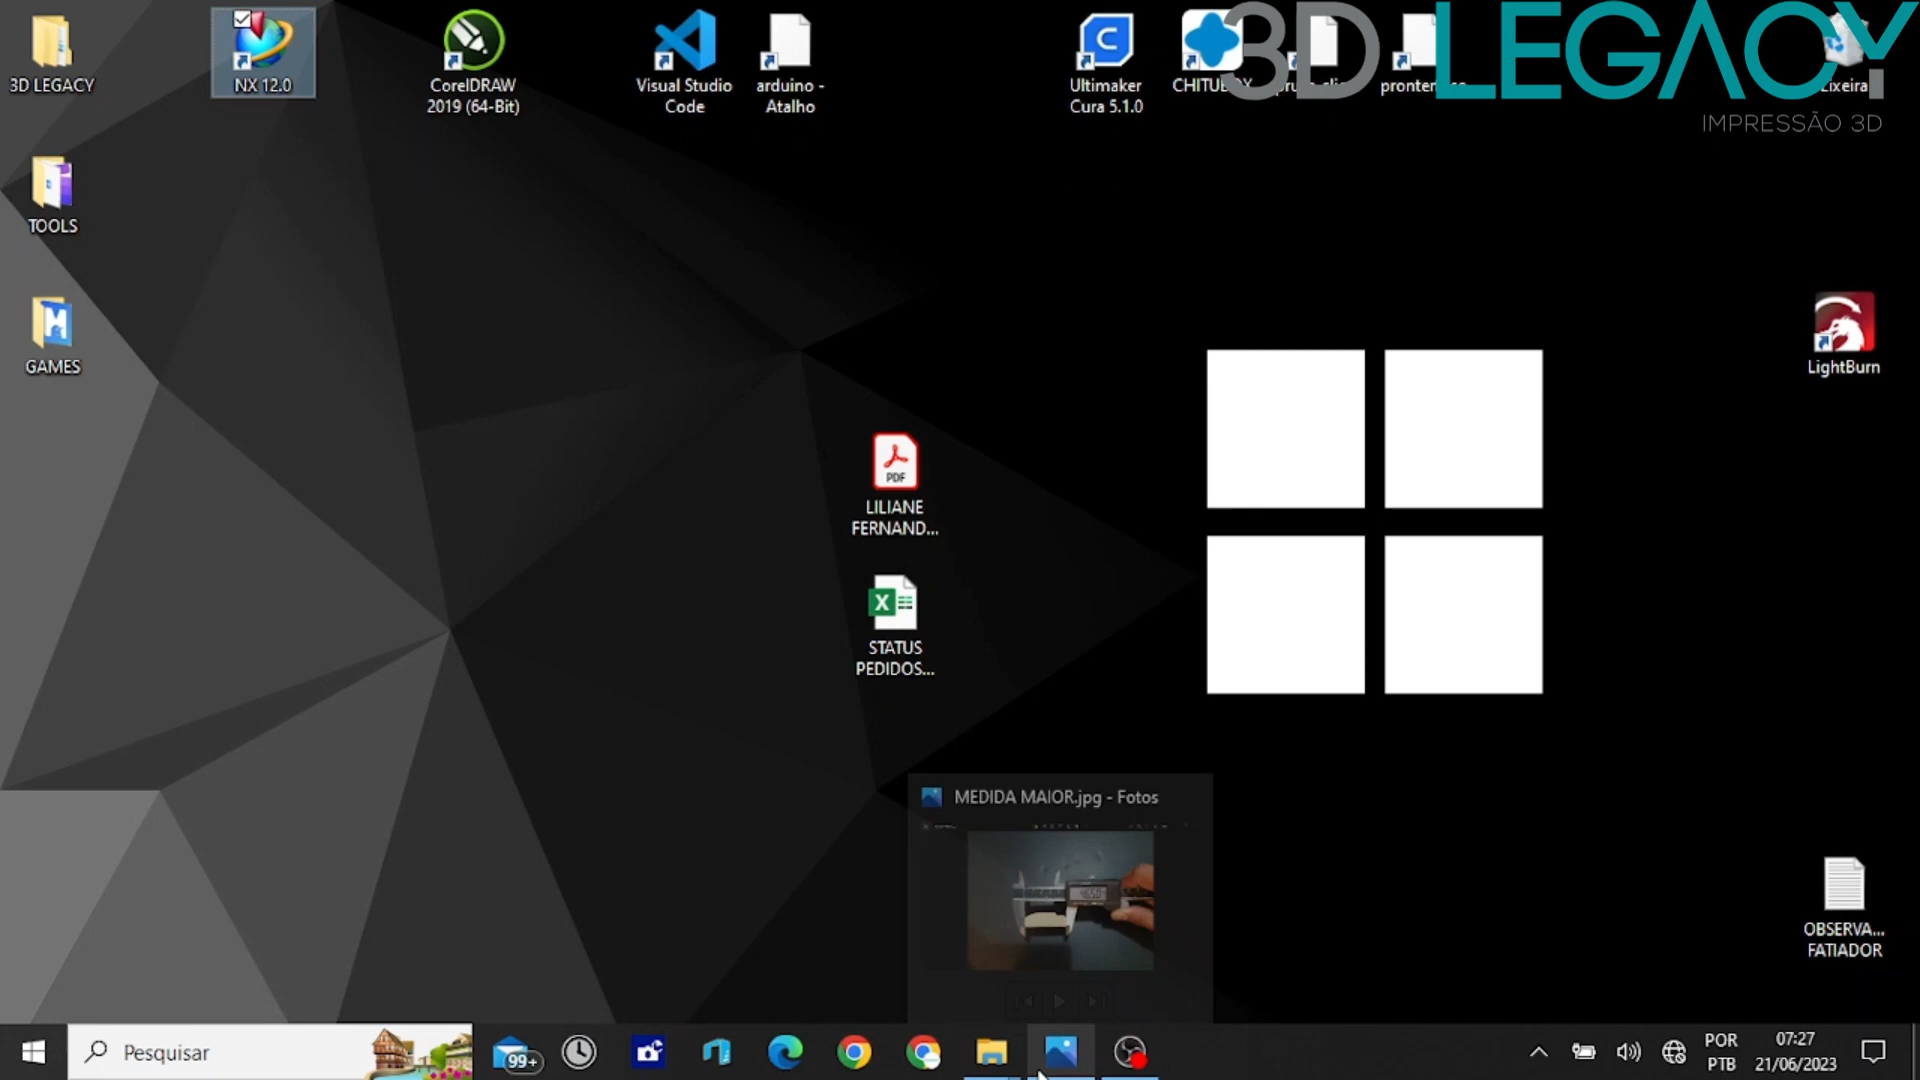 3D LEGACY
IMPRESSÃO 3D
3D LEGACY
NX 12.0
CorelDRAW
2019 (64-Bit)
Visual Studio
Code
arduino -
Atalho
Ultimaker
Cura 5.1.0
TOOLS
GAMES
LightBurn
PDF
LILIANE
FERNAND...
X
STATUS
PEDIDOS...
MEDIDA MAIOR.jpg - Fotos
OBSERVA...
FATIADOR
Pesquisar
99+
POR
PTB
07:27
21/06/2023